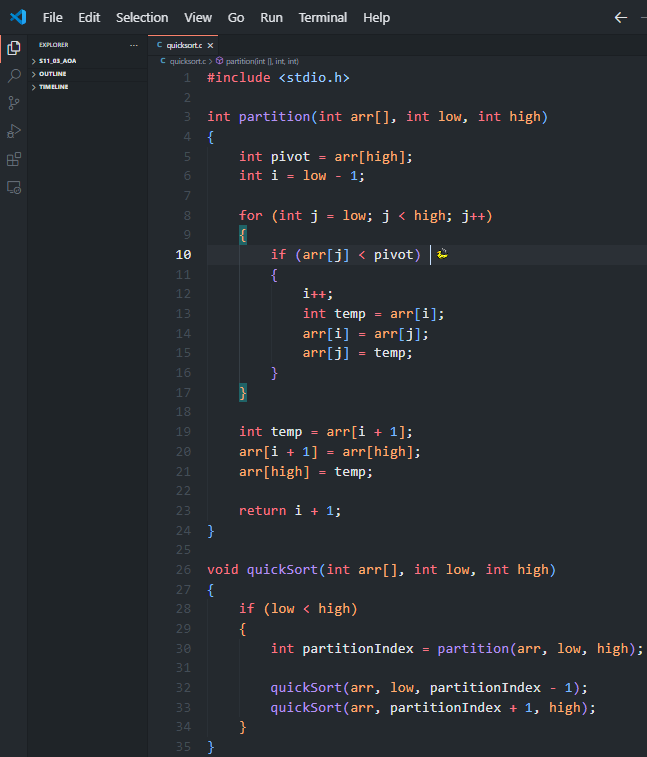 File Edit Selection View Go Run Terminal Help
EXPLORER ...
S11_03_AOA
OUTLINE
TIMELINE
C quicksort.c ×
C quicksort.c > partition(int [], int, int)
1 #include <stdio.h>
2
3 int partition(int arr[], int low, int high)
4 {
5     int pivot = arr[high];
6     int i = low - 1;
7
8     for (int j = low; j < high; j++)
9     {
10         if (arr[j] < pivot)
11         {
12             i++;
13             int temp = arr[i];
14             arr[i] = arr[j];
15             arr[j] = temp;
16         }
17     }
18
19     int temp = arr[i + 1];
20     arr[i + 1] = arr[high];
21     arr[high] = temp;
22
23     return i + 1;
24 }
25
26 void quickSort(int arr[], int low, int high)
27 {
28     if (low < high)
29     {
30         int partitionIndex = partition(arr, low, high);
31
32         quickSort(arr, low, partitionIndex - 1);
33         quickSort(arr, partitionIndex + 1, high);
34     }
35 }